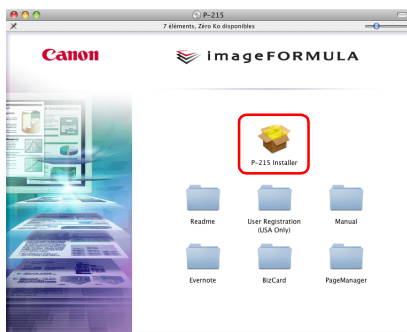 P-215
7 éléments, Zéro Ko disponibles
Canon
imageFORMULA
P-215 Installer
Readme
User Registration
(USA Only)
Manual
Evernote
BizCard
PageManager